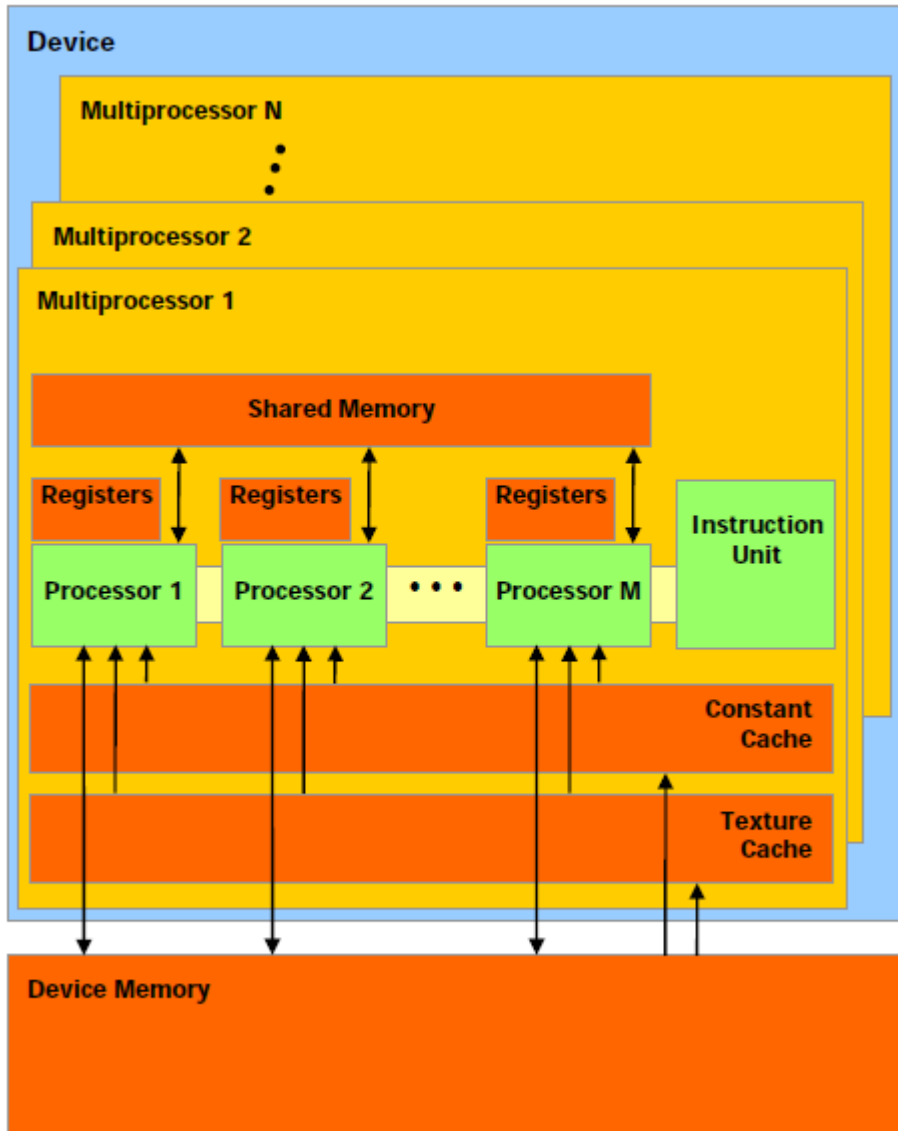 Device
Multiprocessor N
Multiprocessor 2
Multiprocessor 1
Shared Memory
Registers
Registers
Registers
Instruction
Unit
Processor 1
Processor 2
• • •
Processor M
Constant
Cache
Texture
Cache
Device Memory